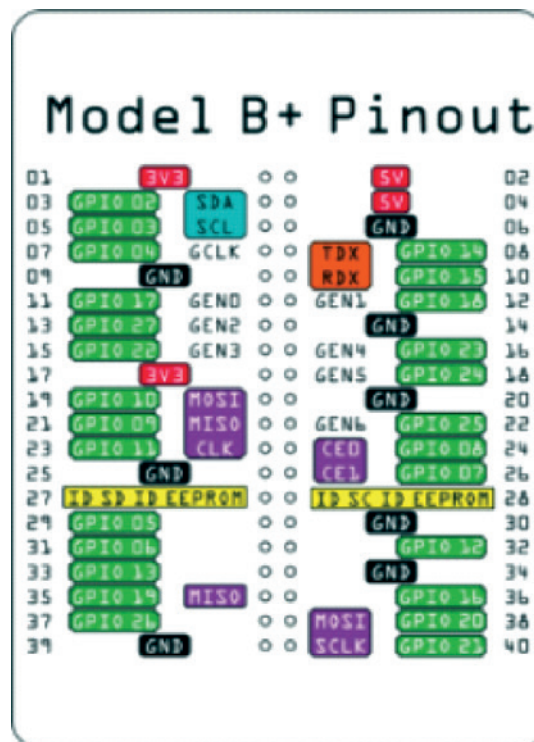 Model B+ Pinout
01 3V3 5V 02
03 GPIO 02 SDA 5V 04
05 GPIO 03 SCL GND 06
07 GPIO 04 GCLK TDX GPIO 14 08
09 GND RDX GPIO 15 10
11 GPIO 17 GEN0 GEN1 GPIO 18 12
13 GPIO 27 GEN2 GND 14
15 GPIO 22 GEN3 GEN4 GPIO 23 16
17 3V3 GEN5 GPIO 24 18
19 GPIO 10 MOSI GND 20
21 GPIO 09 MISO GEN6 GPIO 25 22
23 GPIO 11 CLK CE0 GPIO 08 24
25 GND CE1 GPIO 07 26
27 ID SD ID EEPROM ID SC ID EEPROM 28
29 GPIO 05 GND 30
31 GPIO 06 GPIO 12 32
33 GPIO 13 GND 34
35 GPIO 19 MISO GPIO 16 36
37 GPIO 26 MOSI GPIO 20 38
39 GND SCLK GPIO 21 40